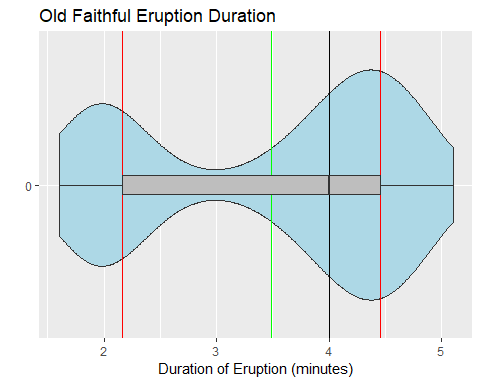 Old Faithful Eruption Duration
0
2 3 4 5
Duration of Eruption (minutes)